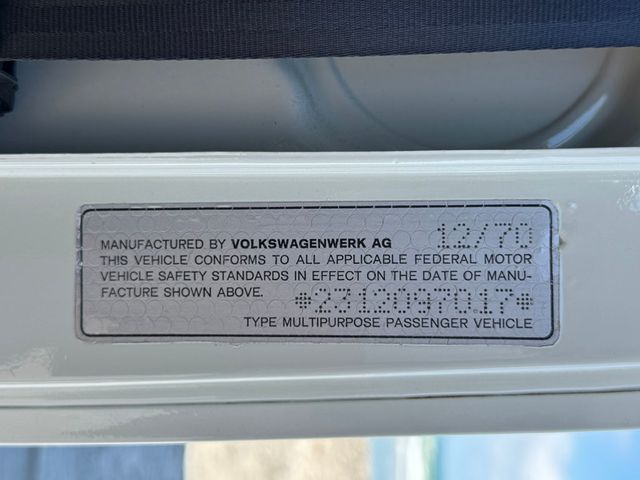 MANUFACTURED BY VOLKSWAGENWERK AG 12/70
THIS VEHICLE CONFORMS TO ALL APPLICABLE FEDERAL MOTOR
VEHICLE SAFETY STANDARDS IN EFFECT ON THE DATE OF MANU-
FACTURE SHOWN ABOVE. *2312097017*
TYPE MULTIPURPOSE PASSENGER VEHICLE